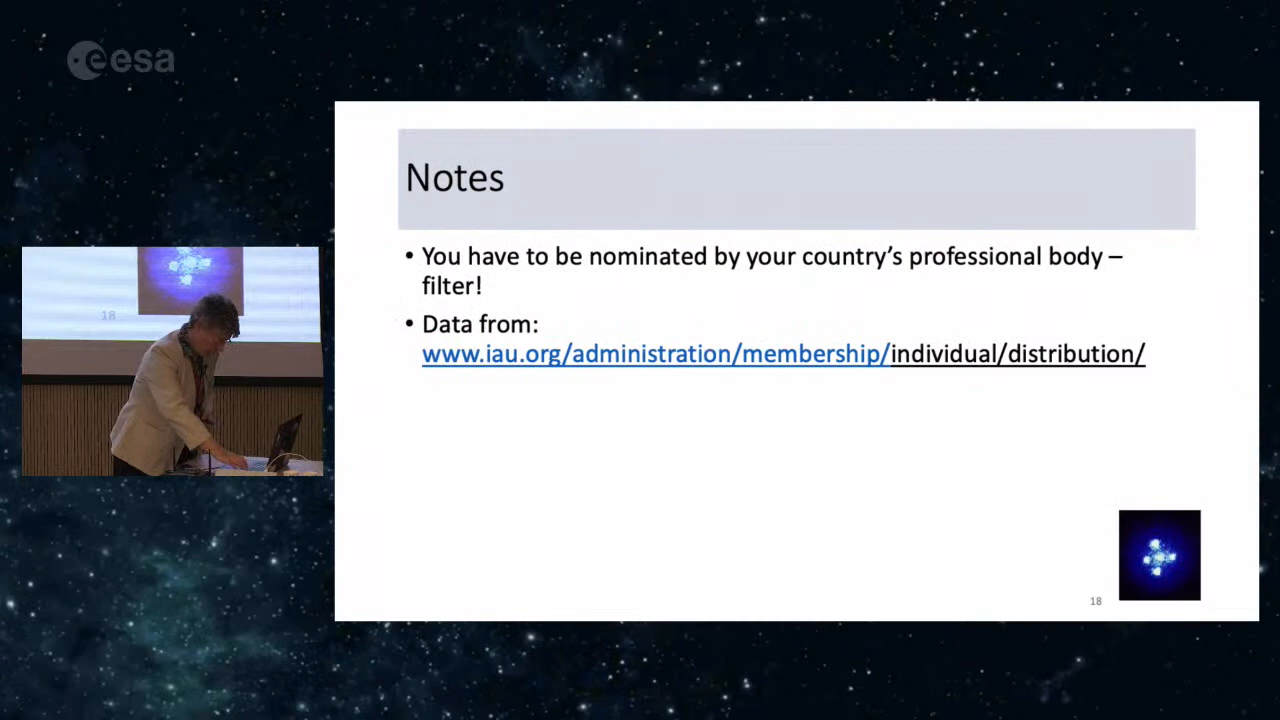 esa
Notes
• You have to be nominated by your country's professional body –
filter!
• Data from:
www.iau.org/administration/membership/individual/distribution/
18
18